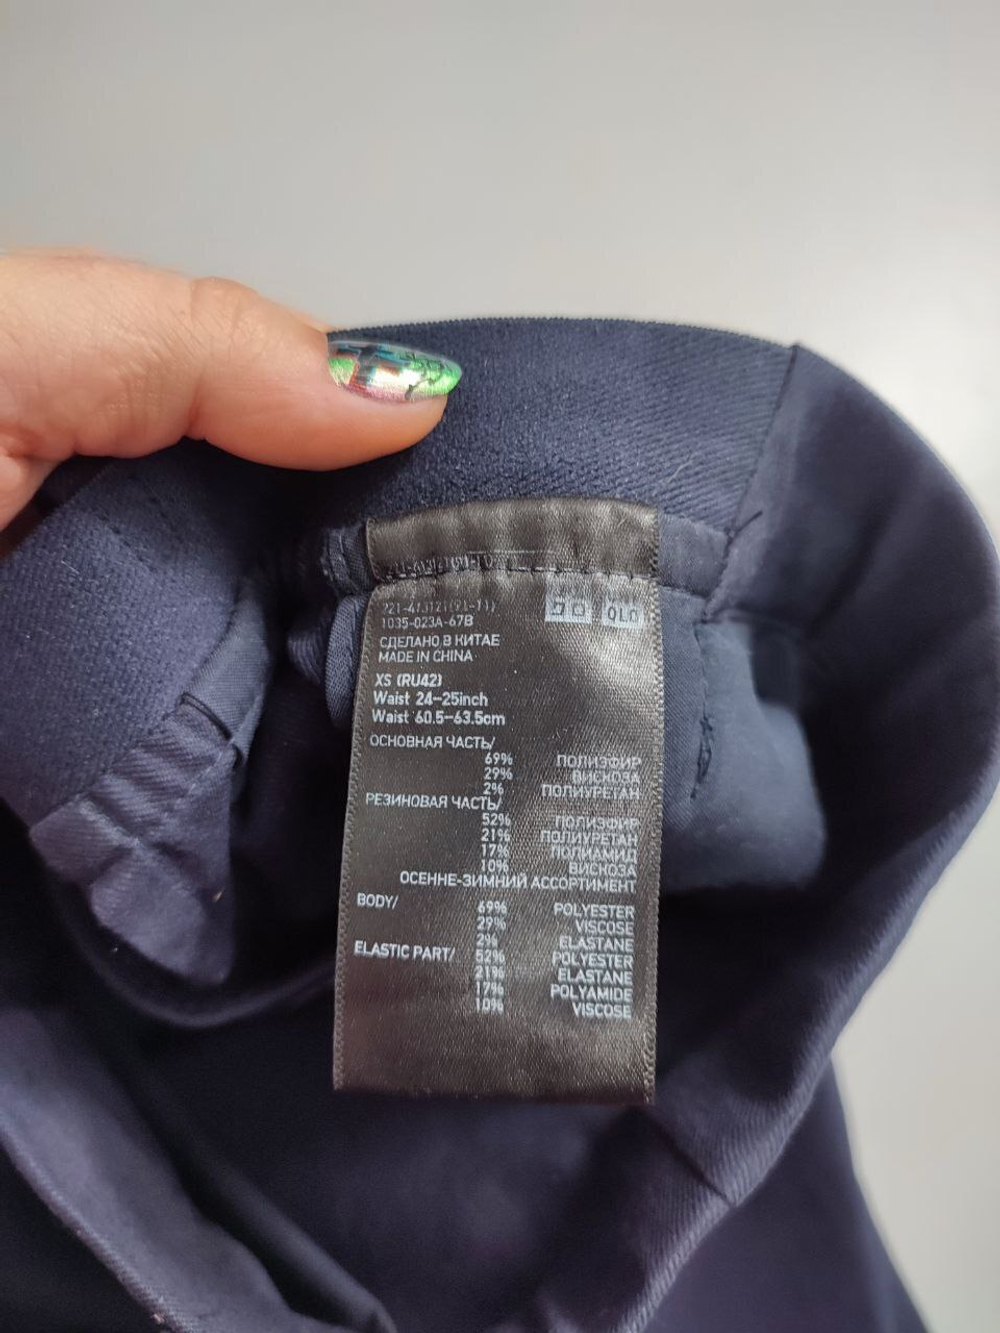 221-473121(21-11)
1035-023A-67B
QLO
СДЕЛАНО В КИТАЕ
MADE IN CHINA
XS (RU42)
Waist 24-25inch
Waist 60.5-63.5cm
ОСНОВНАЯ ЧАСТЬ/
69% ПОЛИЭФИР
29% ВИСКОЗА
2% ПОЛИУРЕТАН
РЕЗИНОВАЯ ЧАСТЬ/
52% ПОЛИЭФИР
21% ПОЛИУРЕТАН
17% ПОЛИАМИД
10% ВИСКОЗА
ОСЕННЕ-ЗИМНИЙ АССОРТИМЕНТ
BODY/
69% POLYESTER
29% VISCOSE
2% ELASTANE
ELASTIC PART/ 52% POLYESTER
21% ELASTANE
17% POLYAMIDE
10% VISCOSE